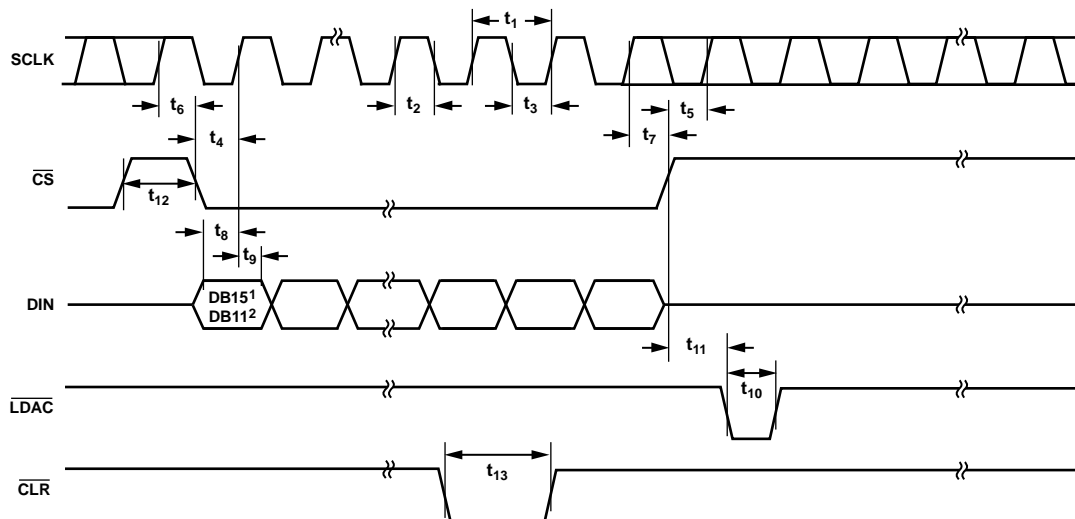 t1
SCLK
t6
t2
t3
t5
t4
t7
CS
t12
t8
t9
DIN
DB15¹
DB11²
t11
t10
LDAC
t13
CLR